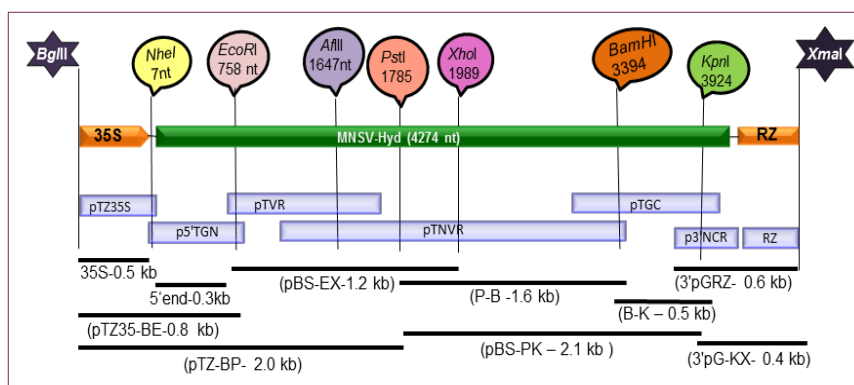 BglII
NheI
7nt
EcoRI
758 nt
AflII
1647nt
PstI
1785
XhoI
1989
BamHI
3394
KpnI
3924
XmaI
35S
MNSV-Hyd (4274 nt)
RZ
pTZ35S
pTVR
pTGC
p5'TGN
pTNVR
p3'NCR
RZ
35S-0.5 kb
5'end-0.3kb
(pBS-EX-1.2 kb)
(P-B -1.6 kb)
(B-K – 0.5 kb)
(3'pGRZ- 0.6 kb)
(pTZ35-BE-0.8 kb)
(pTZ-BP- 2.0 kb)
(pBS-PK – 2.1 kb )
(3'pG-KX- 0.4 kb)